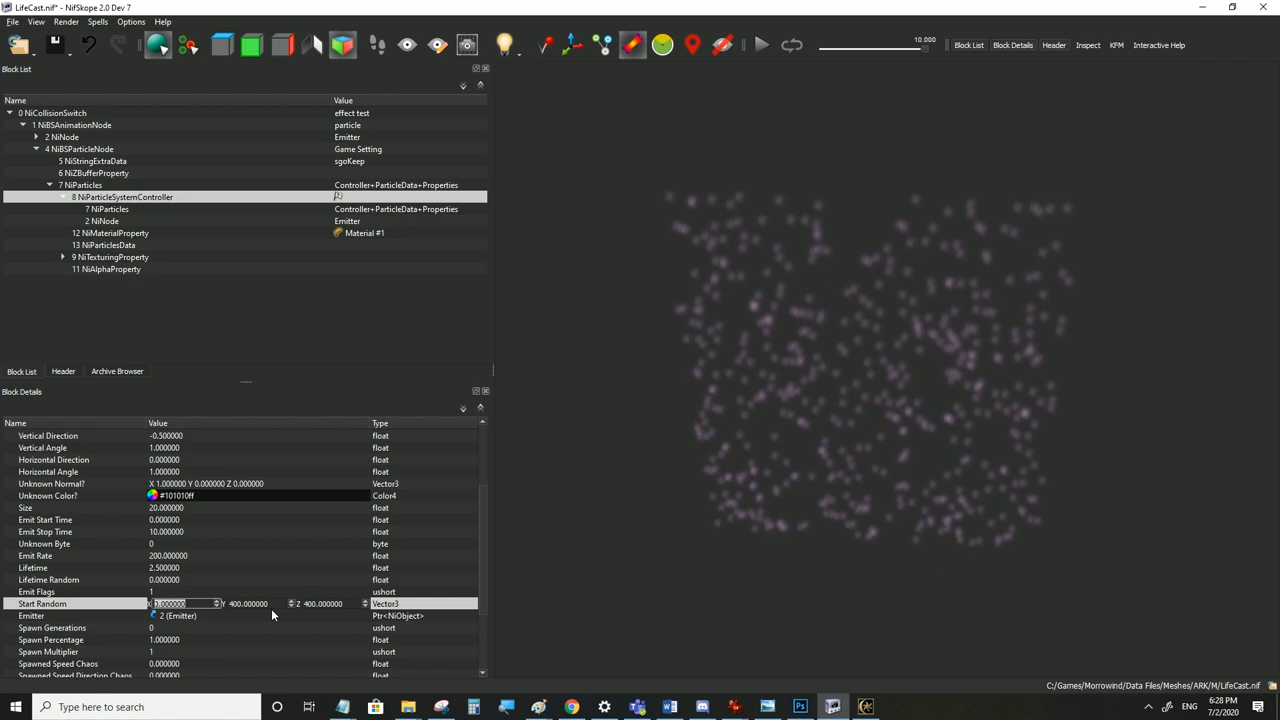 LifeCast.nif* - NifSkope 2.0 Dev 7
File View Render Spells Options Help
10.000
Block List Block Details Header Inspect KFM Interactive Help
Block List
Name Value
0 NiCollisionSwitch effect test
1 NiBSAnimationNode particle
2 NiNode Emitter
4 NiBSParticleNode Game Setting
5 NiStringExtraData sgoKeep
6 NiZBufferProperty
7 NiParticles Controller+ParticleData+Properties
8 NiParticleSystemController
7 NiParticles Controller+ParticleData+Properties
2 NiNode Emitter
12 NiMaterialProperty Material #1
13 NiParticlesData
9 NiTexturingProperty
11 NiAlphaProperty
Block List Header Archive Browser
Block Details
Name Value Type
Vertical Direction -0.500000 float
Vertical Angle 1.000000 float
Horizontal Direction 0.000000 float
Horizontal Angle 1.000000 float
Unknown Normal? X 1.000000 Y 0.000000 Z 0.000000 Vector3
Unknown Color? #101010ff Color4
Size 20.000000 float
Emit Start Time 0.000000 float
Emit Stop Time 10.000000 float
Unknown Byte 0 byte
Emit Rate 200.000000 float
Lifetime 2.500000 float
Lifetime Random 0.000000 float
Emit Flags 1 ushort
Start Random X 0.000000 Y 400.000000 Z 400.000000 Vector3
Emitter 2 (Emitter) Ptr<NiObject>
Spawn Generations 0 ushort
Spawn Percentage 1.000000 float
Spawn Multiplier 1 ushort
Spawned Speed Chaos 0.000000 float
Spawned Speed Direction Chaos 0.000000 float
C:/Games/Morrowind/Data Files/Meshes/ARK/M/LifeCast.nif
Type here to search
ENG 6:28 PM
7/2/2020